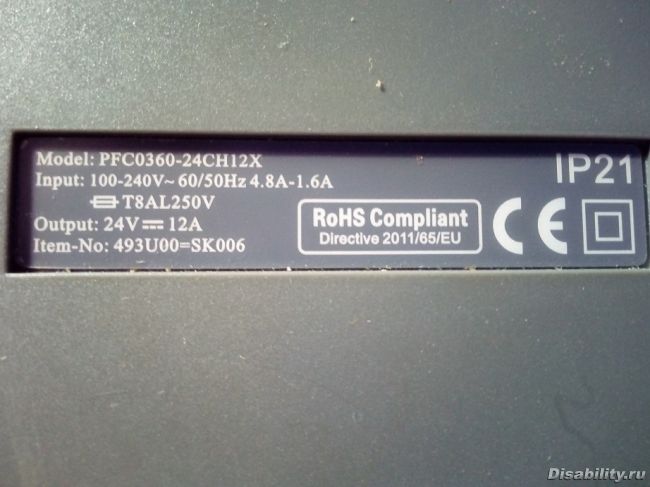 Model: PFC0360-24CH12X
Input: 100-240V~ 60/50Hz 4.8A-1.6A
T8AL250V
Output: 24V⎓12A
Item-No: 493U00=SK006
RoHS Compliant
Directive 2011/65/EU
CE
IP21
Disability.ru